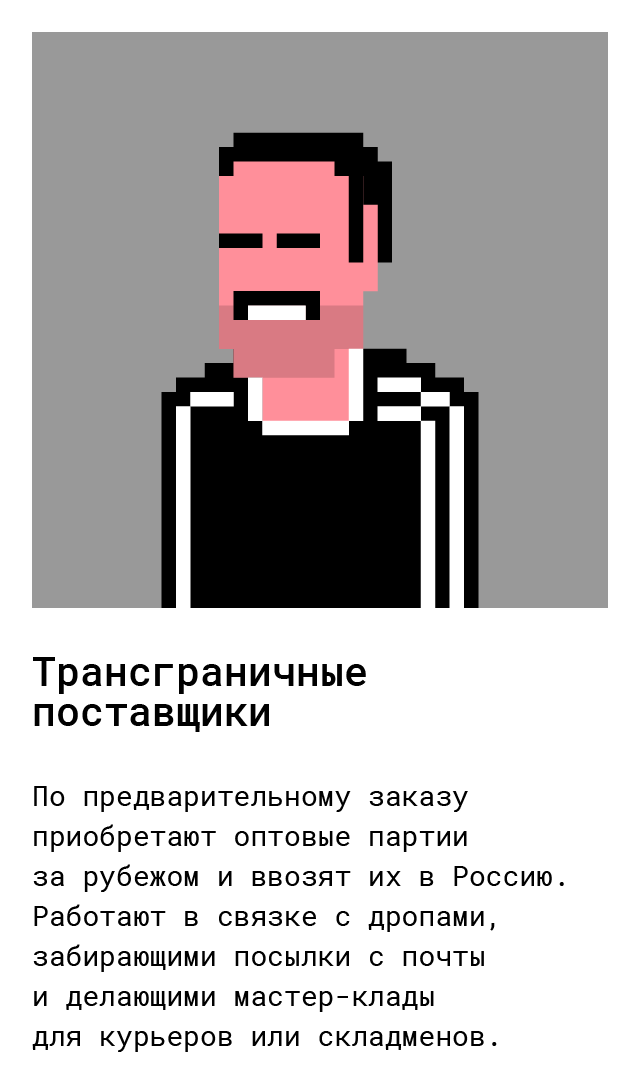 Трансграничные
поставщики
По предварительному заказу
приобретают оптовые партии
за рубежом и ввозят их в Россию.
Работают в связке с дропами,
забирающими посылки с почты
и делающими мастер-клады
для курьеров или складменов.